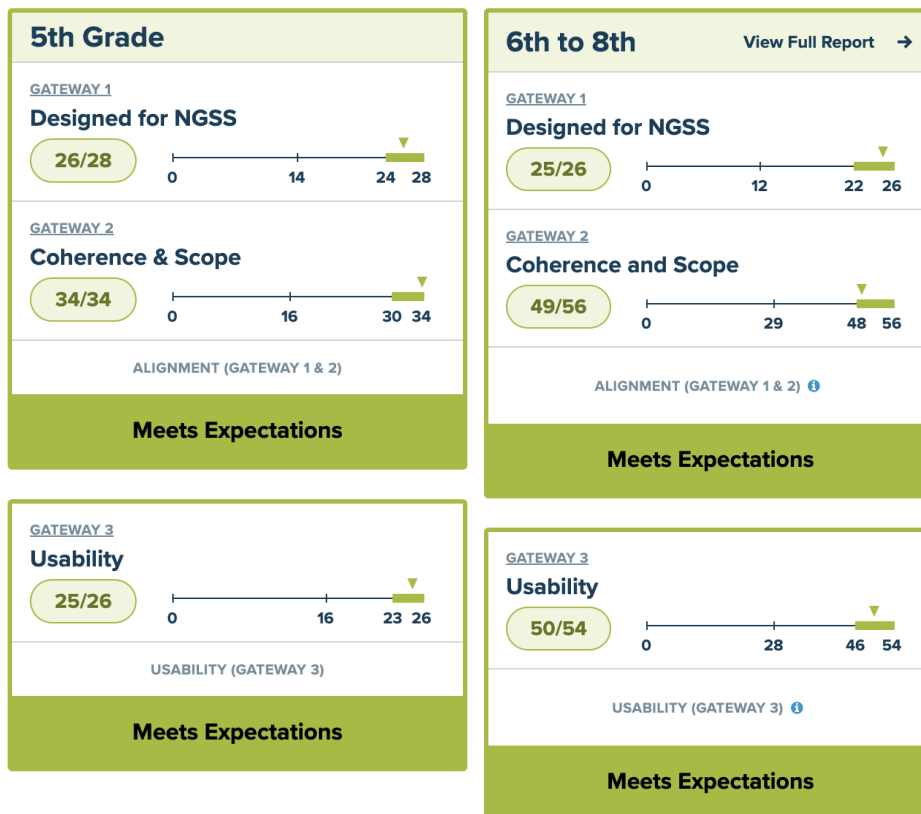 5th Grade
GATEWAY 1
Designed for NGSS
26/28
0 14 24 28
GATEWAY 2
Coherence & Scope
34/34
0 16 30 34
ALIGNMENT (GATEWAY 1 & 2)
Meets Expectations
GATEWAY 3
Usability
25/26
0 16 23 26
USABILITY (GATEWAY 3)
Meets Expectations
6th to 8th View Full Report →
GATEWAY 1
Designed for NGSS
25/26
0 12 22 26
GATEWAY 2
Coherence and Scope
49/56
0 29 48 56
ALIGNMENT (GATEWAY 1 & 2)
Meets Expectations
GATEWAY 3
Usability
50/54
0 28 46 54
USABILITY (GATEWAY 3)
Meets Expectations